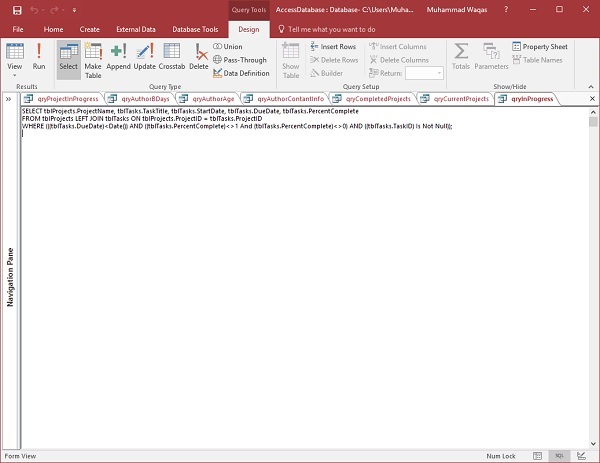 Query Tools
AccessDatabase : Database- C:\Users\Muha...
Muhammad Waqas
?
File
Home
Create
External Data
Database Tools
Design
Tell me what you want to do
View
Run
Select
Make Table
Append
Update
Crosstab
Delete
Union
Pass-Through
Data Definition
Show Table
Insert Rows
Delete Rows
Builder
Insert Columns
Delete Columns
Return:
Totals
Parameters
Property Sheet
Table Names
Results
Query Type
Query Setup
Show/Hide
qryProjectInProgress
qryAuthorBDays
qryAuthorAge
qryAuthorContantInfo
qryCompletedProjects
qryCurrentProjects
qryInProgress
SELECT tblProjects.ProjectName, tblTasks.TaskTitle, tblTasks.StartDate, tblTasks.DueDate, tblTasks.PercentComplete
FROM tblProjects LEFT JOIN tblTasks ON tblProjects.ProjectID = tblTasks.ProjectID
WHERE (((tblTasks.DueDate)<Date()) AND ((tblTasks.PercentComplete)<>1 And (tblTasks.PercentComplete)<>0) AND ((tblTasks.TaskID) Is Not Null));
Navigation Pane
Form View
Num Lock
SQL